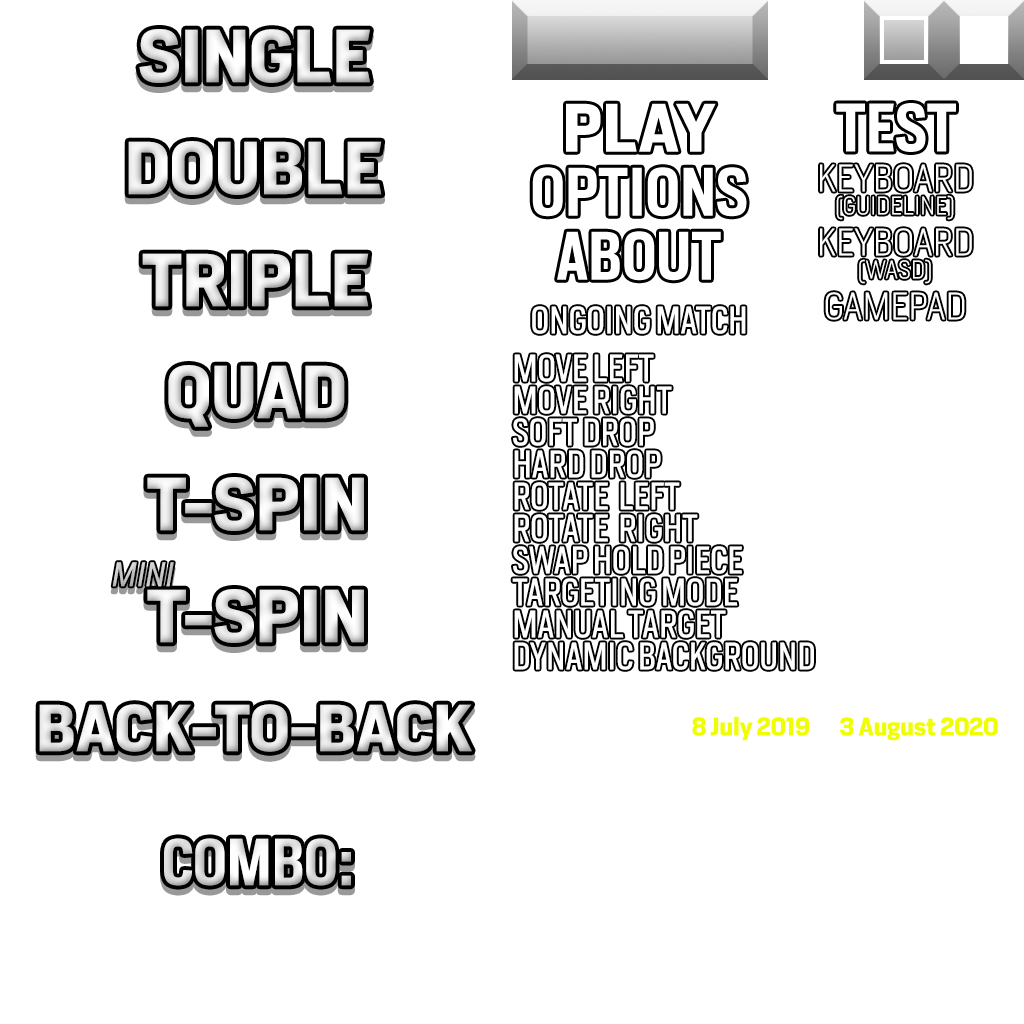 SINGLE
DOUBLE
TRIPLE
QUAD
T-SPIN
MINI
T-SPIN
BACK-TO-BACK
COMBO:
PLAY
OPTIONS
ABOUT
ONGOING MATCH
MOVE LEFT
MOVE RIGHT
SOFT DROP
HARD DROP
ROTATE LEFT
ROTATE RIGHT
SWAP HOLD PIECE
TARGETING MODE
MANUAL TARGET
DYNAMIC BACKGROUND
TEST
KEYBOARD
(GUIDELINE)
KEYBOARD
(WASD)
GAMEPAD
8 July 2019 3 August 2020